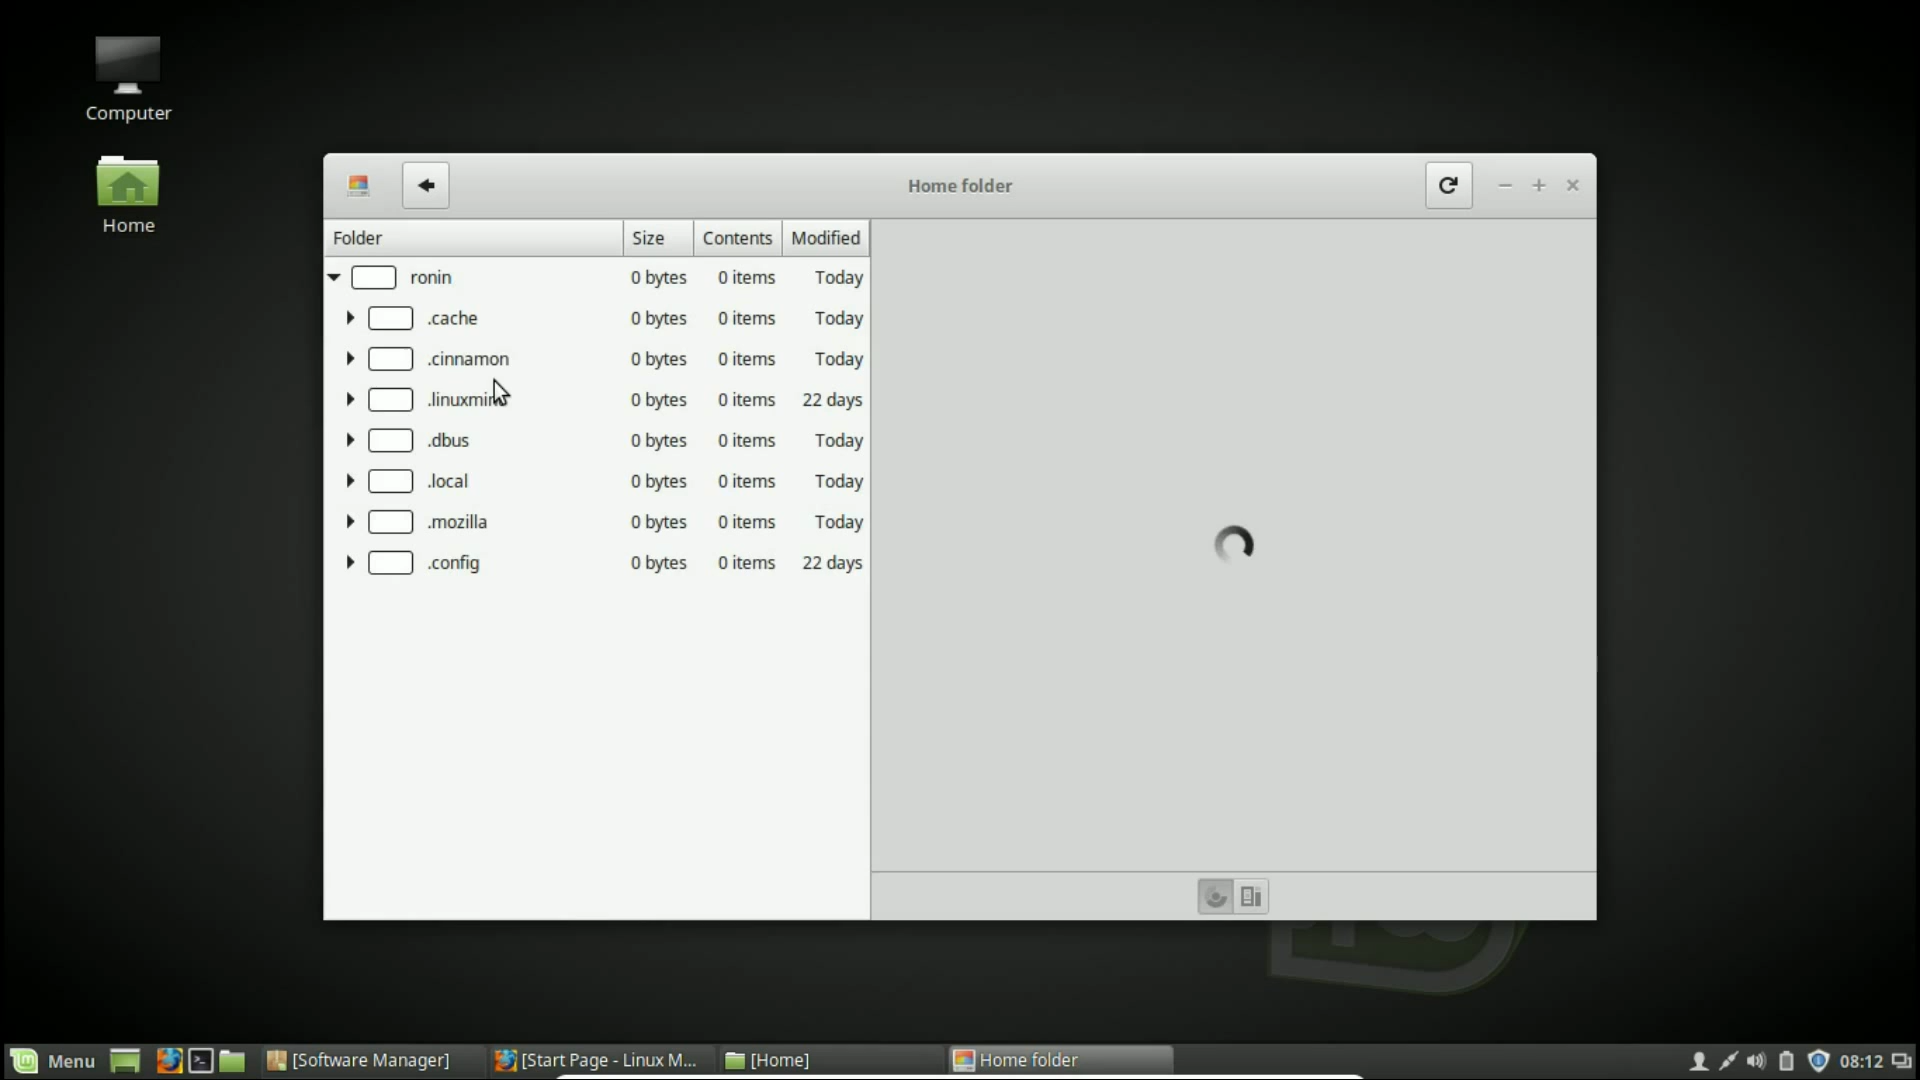 Computer
Home
Home folder
Folder Size Contents Modified
ronin 0 bytes 0 items Today
.cache 0 bytes 0 items Today
.cinnamon 0 bytes 0 items Today
0 bytes 0 items 22 days
.dbus 0 bytes 0 items Today
.local 0 bytes 0 items Today
.mozilla 0 bytes 0 items Today
.config 0 bytes 0 items 22 days
Menu [Software Manager] [Start Page - Linux M... [Home] Home folder 08:12